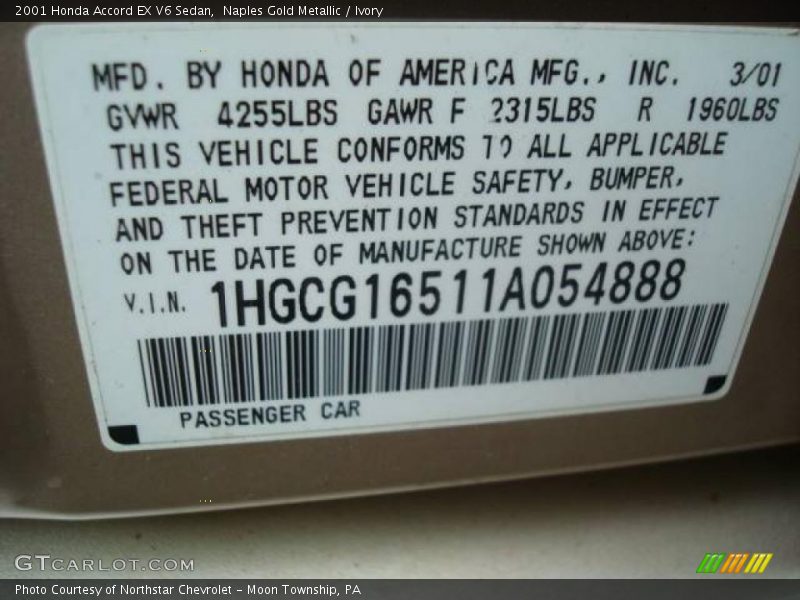 2001 Honda Accord EX V6 Sedan, Naples Gold Metallic / Ivory
MFD. BY HONDA OF AMERICA MFG., INC. 3/01
GVWR 4255LBS GAWR F 2315LBS R 1960LBS
THIS VEHICLE CONFORMS TO ALL APPLICABLE
FEDERAL MOTOR VEHICLE SAFETY, BUMPER,
AND THEFT PREVENTION STANDARDS IN EFFECT
ON THE DATE OF MANUFACTURE SHOWN ABOVE:
V.I.N. 1HGCG16511A054888
PASSENGER CAR
GTCARLOT.COM
Photo Courtesy of Northstar Chevrolet - Moon Township, PA